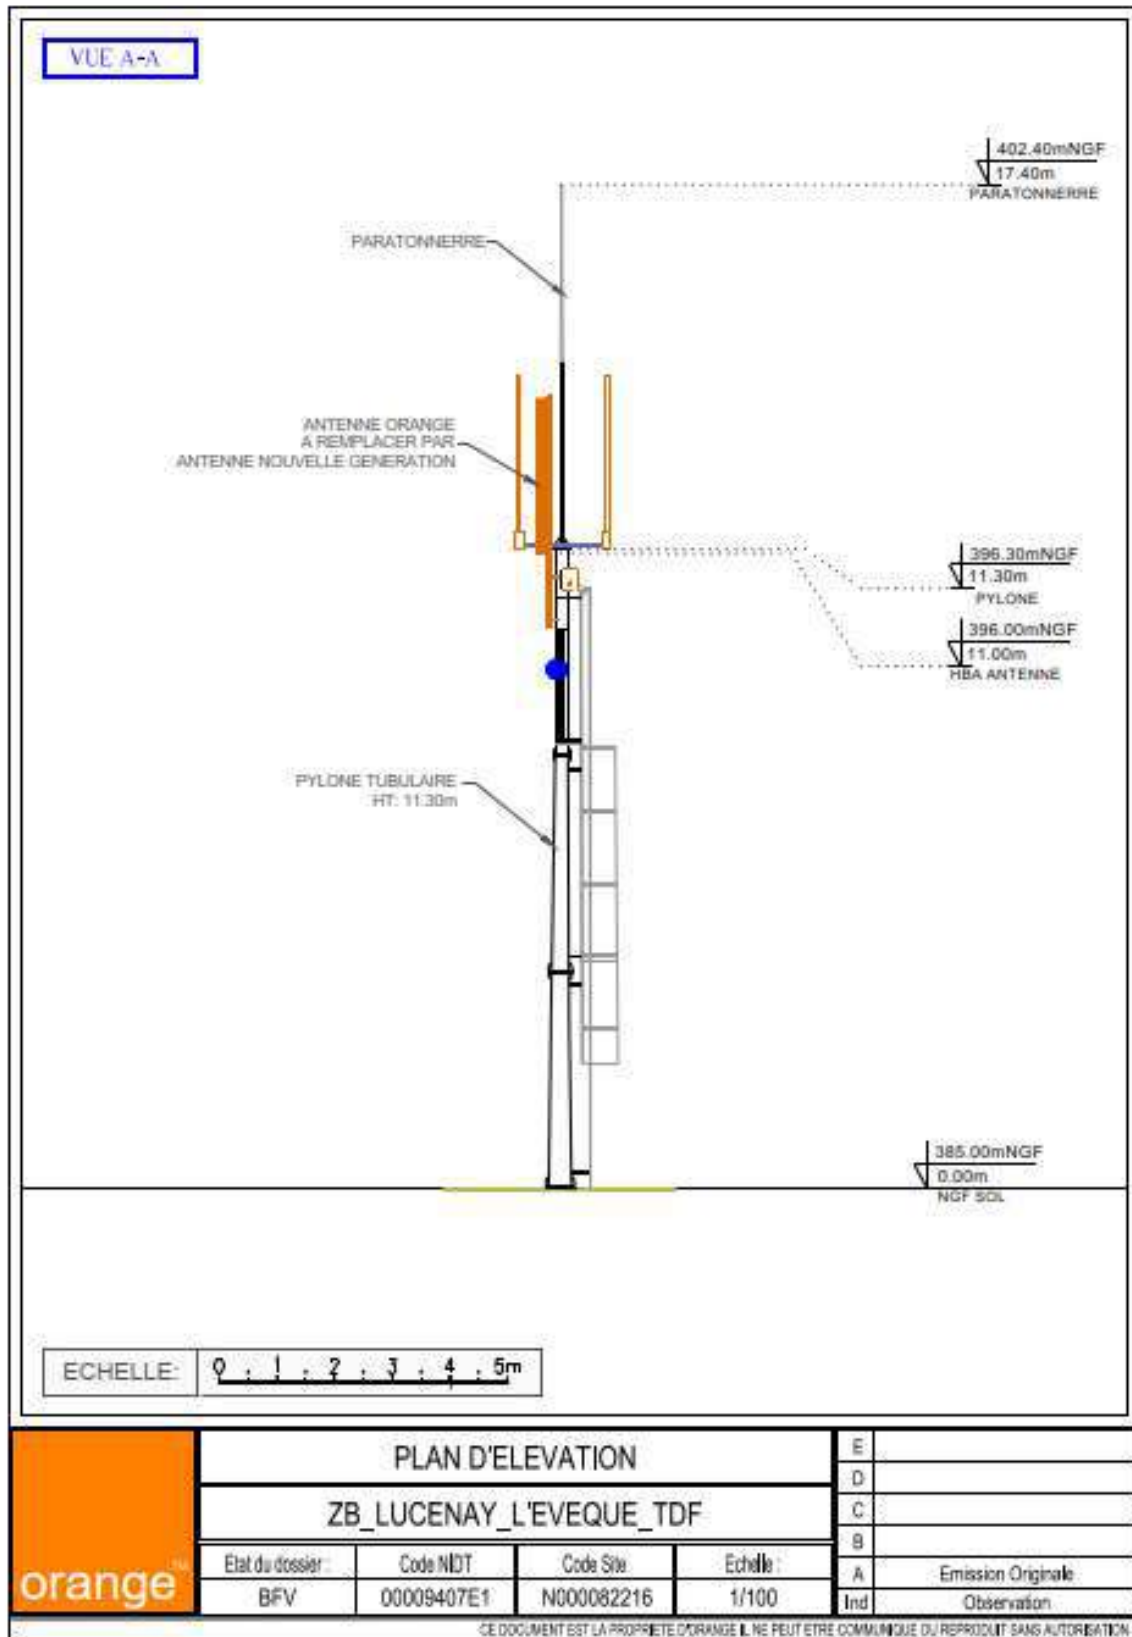 VUE A-A
402.40mNGF
17.40m
PARATONNERRE
PARATONNERRE
ANTENNE ORANGE
A REMPLACER PAR
ANTENNE NOUVELLE GENERATION
396.30mNGF
11.30m
PYLONE
396.00mNGF
11.00m
HBA ANTENNE
PYLONE TUBULAIRE
HT: 11.30m
385.00mNGF
0.00m
NGF SOL
ECHELLE: 0 . 1 . 2 . 3 . 4 . 5m
PLAN D'ELEVATION
ZB_LUCENAY_L'EVEQUE_TDF
Etat du dossier : Code NIDT Code Site Echelle :
BFV 00009407E1 N000082216 1/100
E
D
C
B
A Emission Originale
Ind Observation
orange™
CE DOCUMENT EST LA PROPRIETE D'ORANGE IL NE PEUT ETRE COMMUNIQUE OU REPRODUIT SANS AUTORISATION